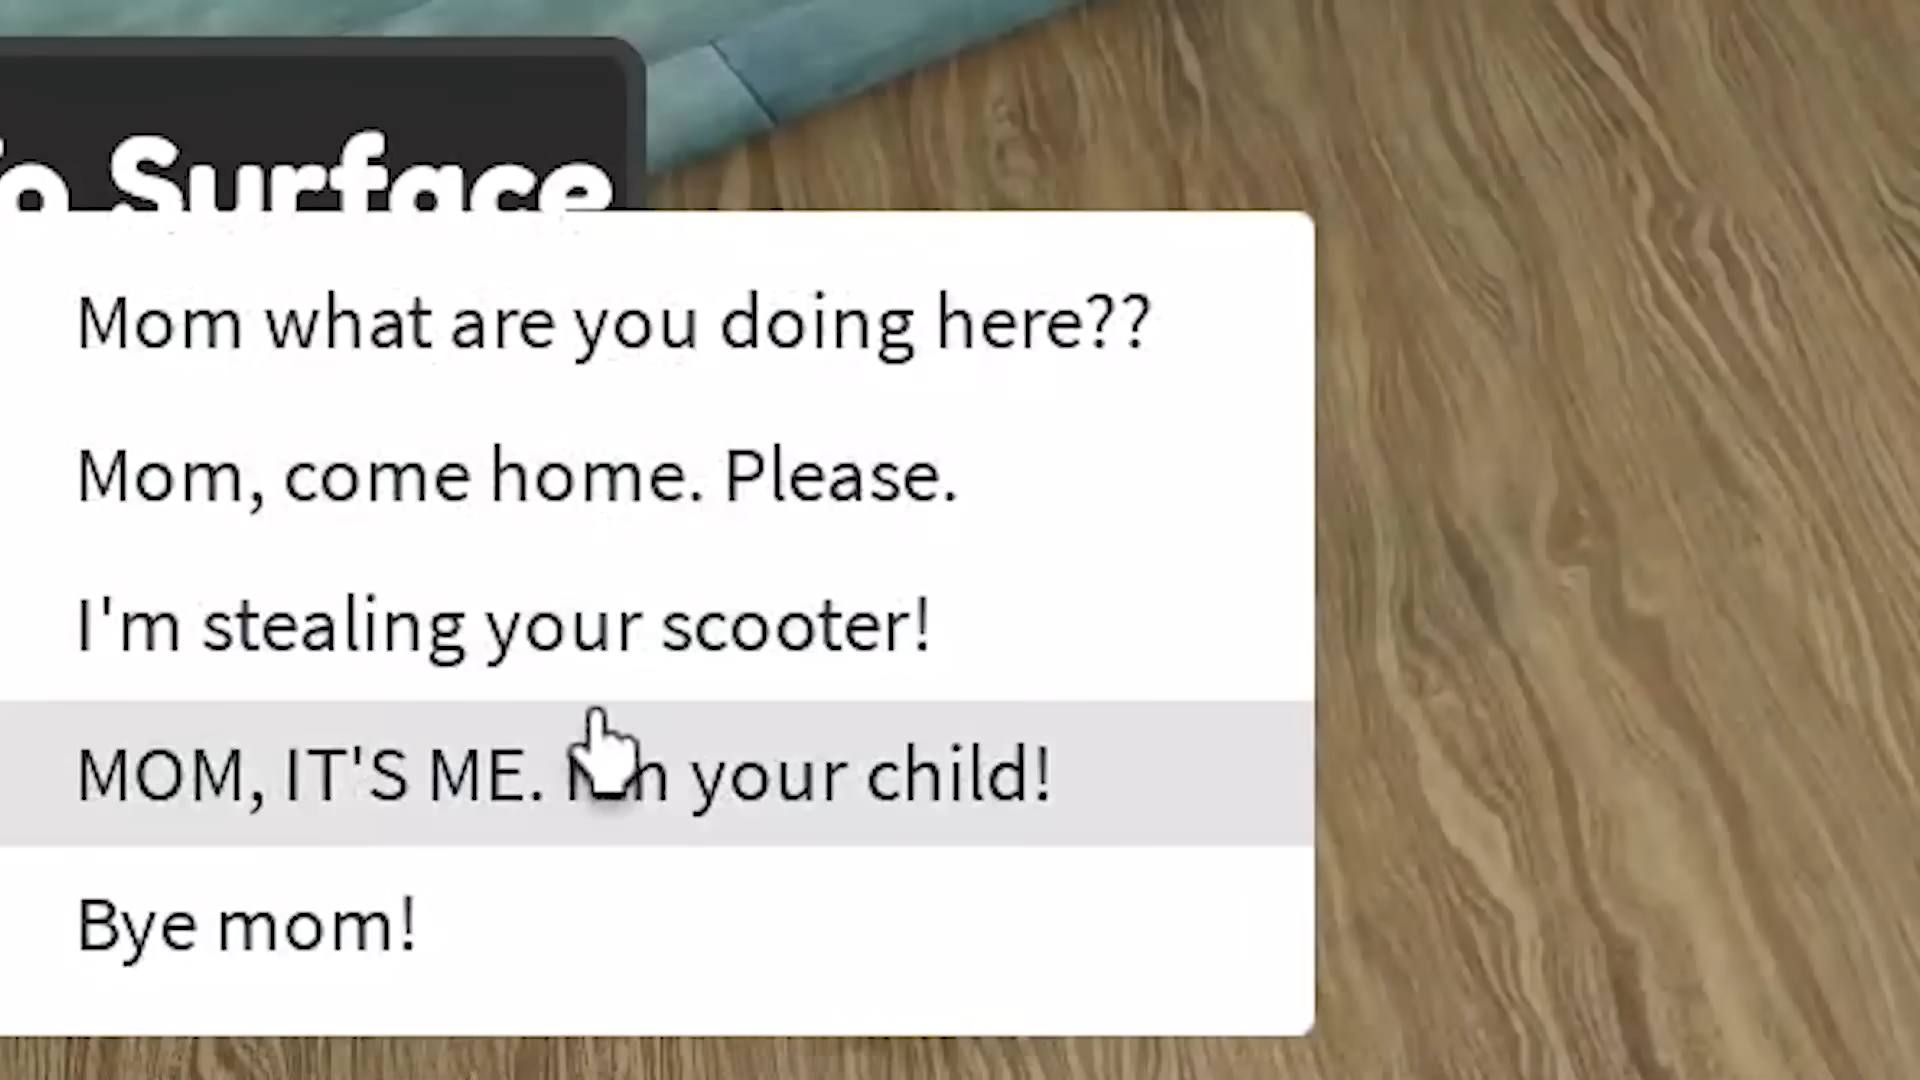 To Surface
Mom what are you doing here??
Mom, come home. Please.
I'm stealing your scooter!
MOM, IT'S ME. I'm your child!
Bye mom!